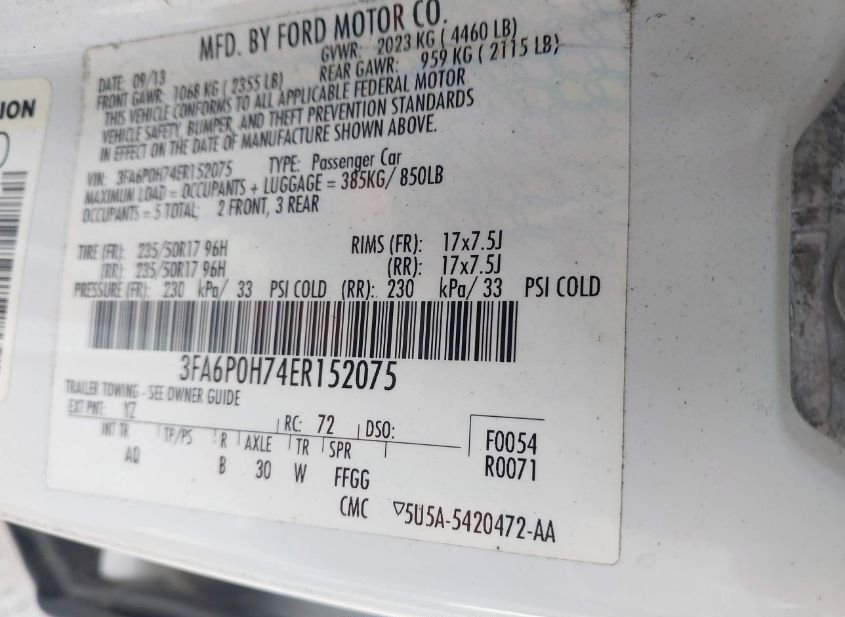 MFD. BY FORD MOTOR CO.
DATE: 09/13 GVWR: 2023 KG ( 4460 LB)
FRONT GAWR: 1068 KG ( 2355 LB) REAR GAWR: 959 KG ( 2115 LB)
THIS VEHICLE CONFORMS TO ALL APPLICABLE FEDERAL MOTOR
VEHICLE SAFETY, BUMPER, AND THEFT PREVENTION STANDARDS
IN EFFECT ON THE DATE OF MANUFACTURE SHOWN ABOVE.
VIN: 3FA6P0H74ER152075 TYPE: Passenger Car
MAXIMUM LOAD = OCCUPANTS + LUGGAGE = 385KG/ 850LB
OCCUPANTS = 5 TOTAL: 2 FRONT, 3 REAR
TIRE (FR): 235/50R17 96H RIMS (FR): 17x7.5J
(RR): 235/50R17 96H (RR): 17x7.5J
PRESSURE (FR): 230 kPa/ 33 PSI COLD (RR): 230 kPa/ 33 PSI COLD
3FA6P0H74ER152075
TRAILER TOWING - SEE OWNER GUIDE
EXT PNT: YZ RC: 72 DSO:
INT TR TP/PS R AXLE TR SPR F0054
AQ B 30 W FFGG R0071
CMC ▽5U5A-5420472-AA
ION